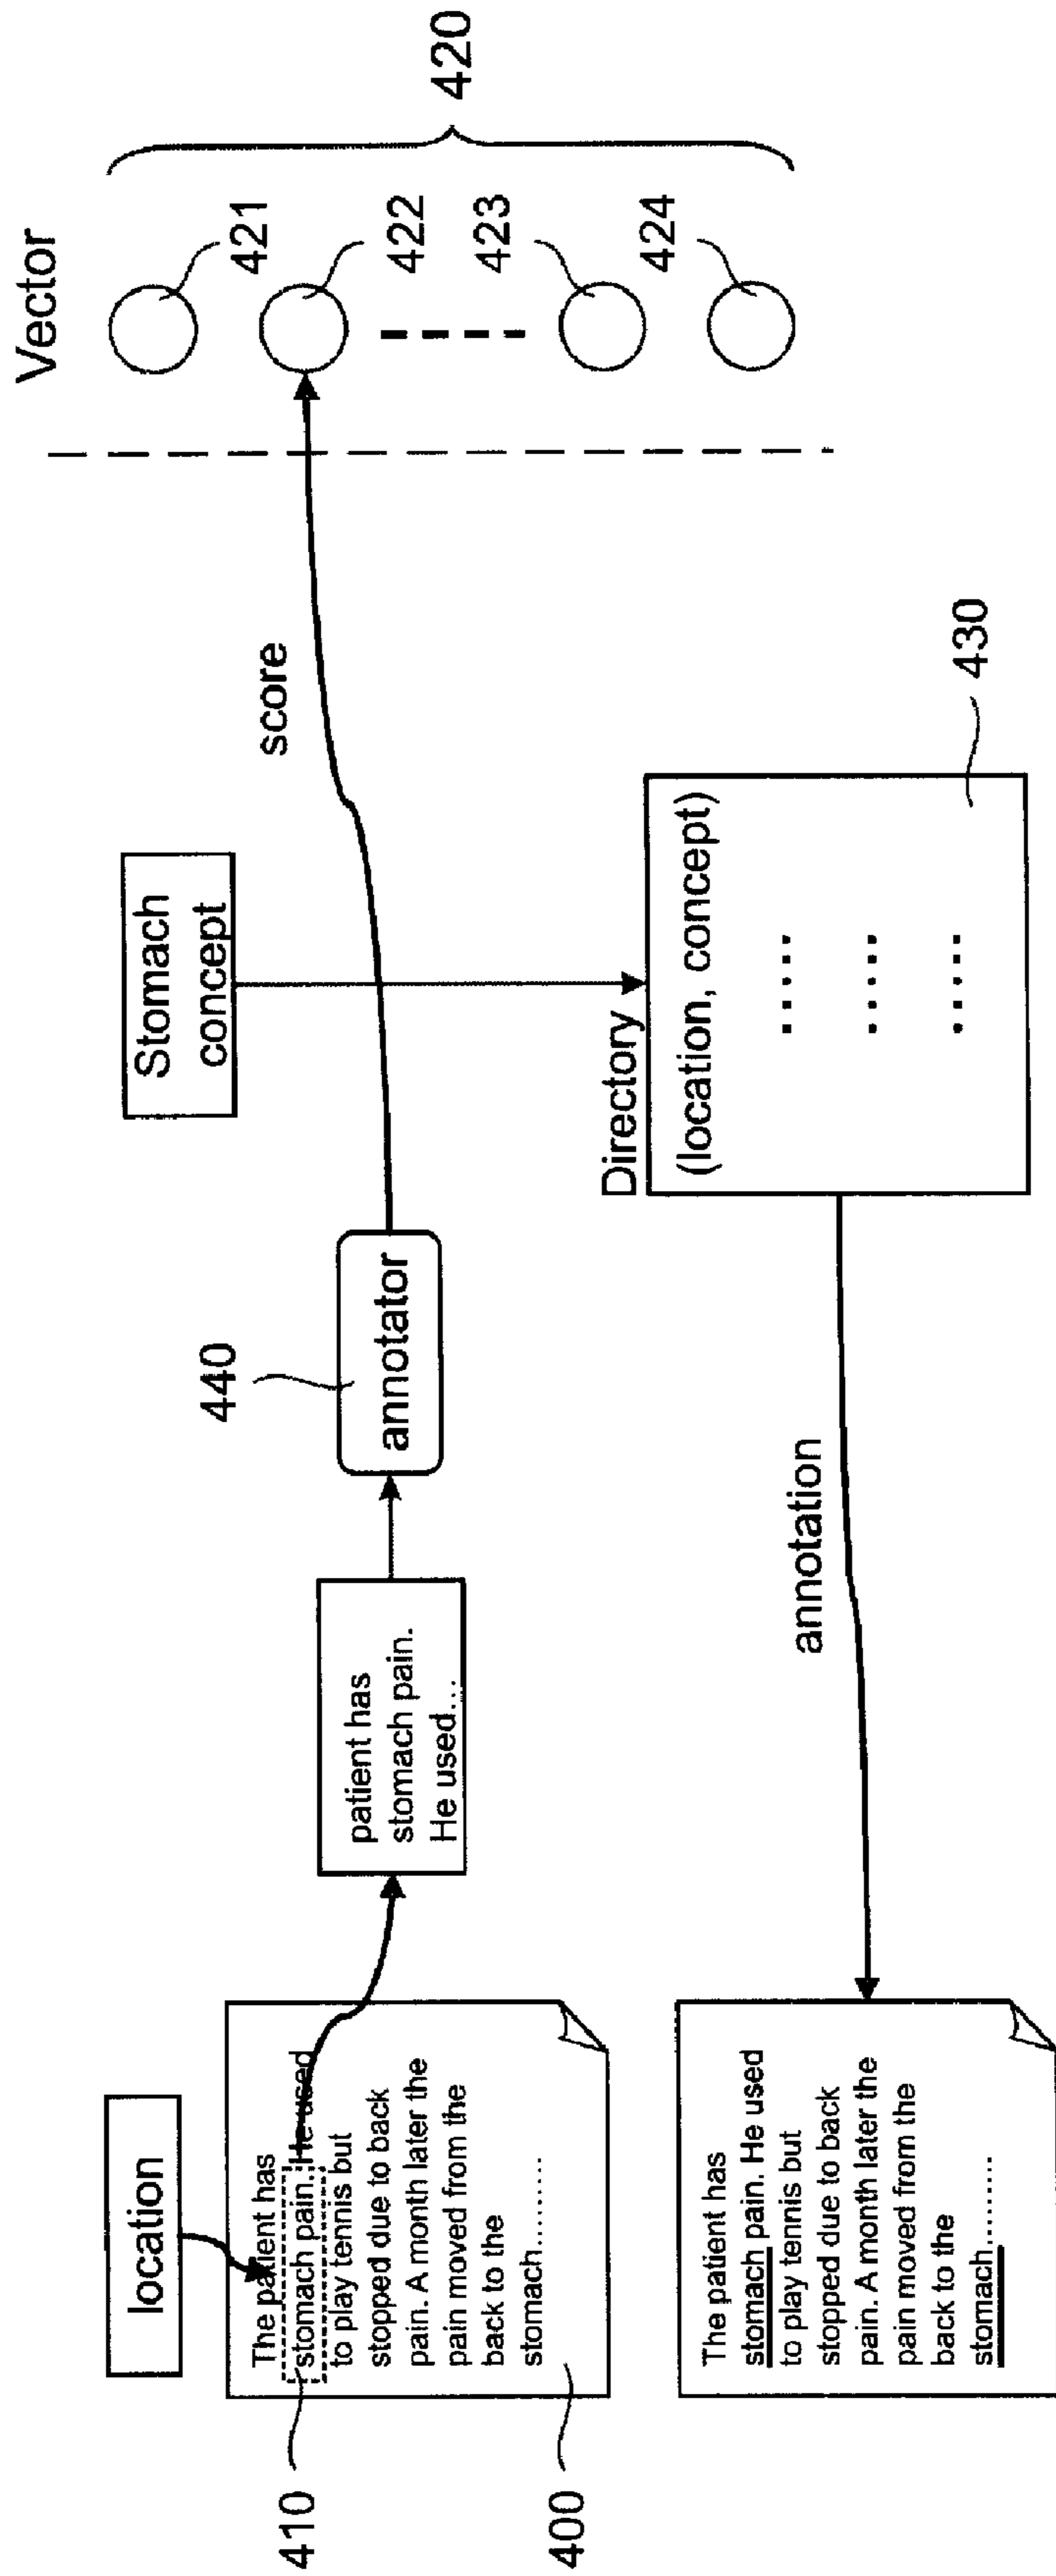 Vector
420
421
422
423
424
score
Stomach
concept
440
annotator
patient has
stomach pain.
He used...
location
The patient has
stomach pain. He used
to play tennis but
stopped due to back
pain. A month later the
pain moved from the
back to the
stomach..........
410
400
Directory
(location, concept)
.....
.....
.....
430
annotation
The patient has
stomach pain. He used
to play tennis but
stopped due to back
pain. A month later the
pain moved from the
back to the
stomach........